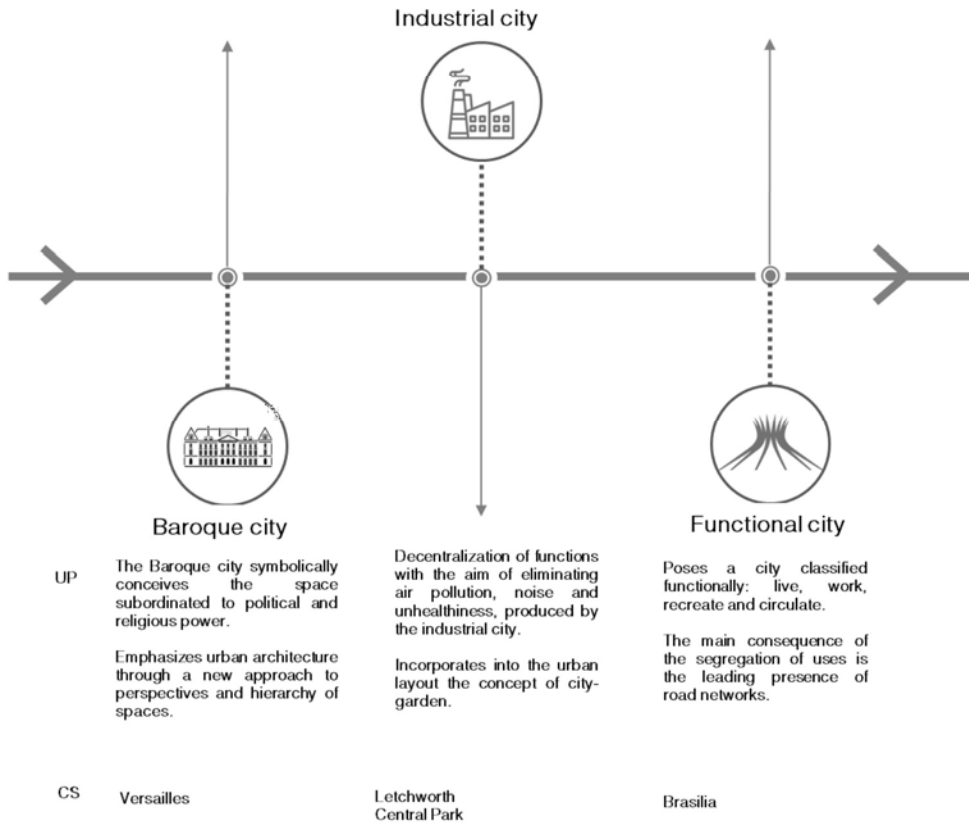 Industrial city
Baroque city
Functional city
UP
The Baroque city symbolically
conceives the space
subordinated to political and
religious power.
Emphasizes urban architecture
through a new approach to
perspectives and hierarchy of
spaces.
Decentralization of functions
with the aim of eliminating
air pollution, noise and
unhealthiness, produced by
the industrial city.
Incorporates into the urban
layout the concept of city-
garden.
Poses a city classified
functionally: live, work,
recreate and circulate.
The main consequence of
the segregation of uses is
the leading presence of
road networks.
CS
Versailles
Letchworth
Central Park
Brasilia